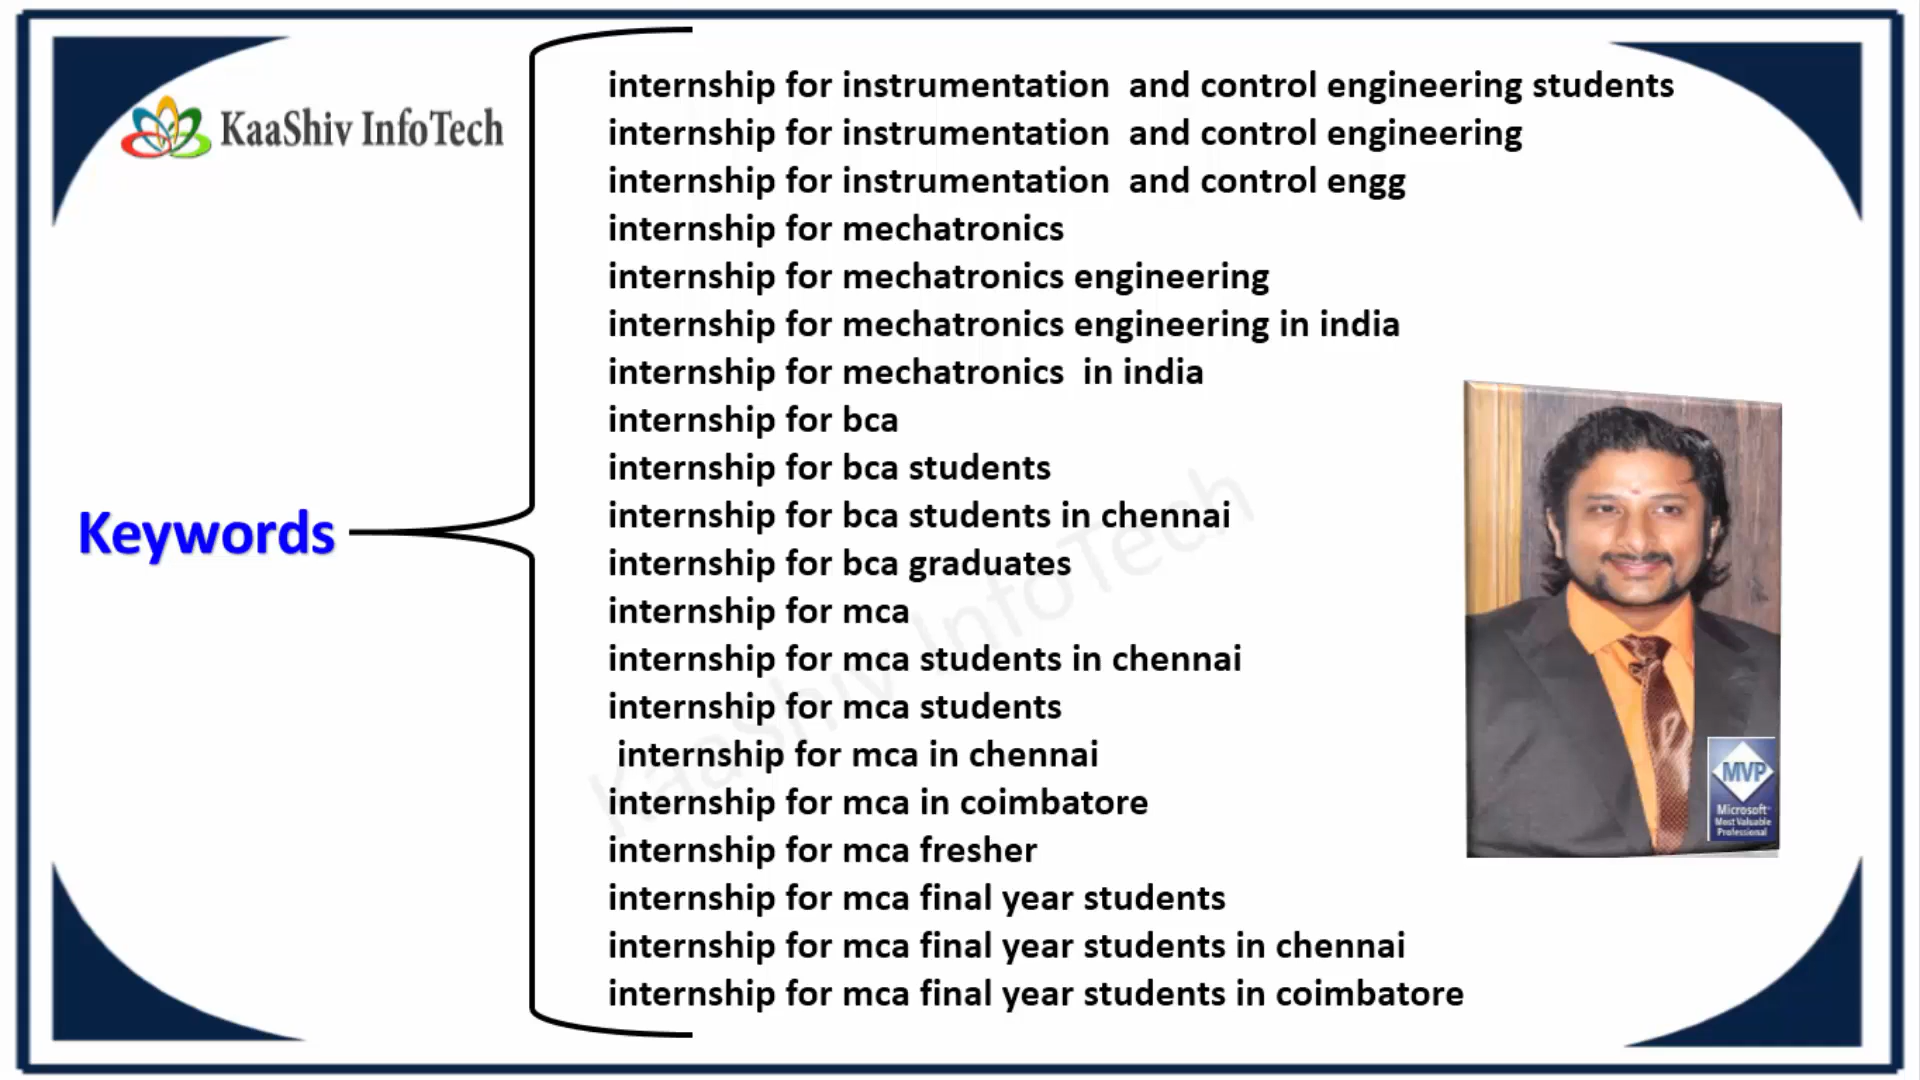 KaaShiv InfoTech
Keywords
internship for instrumentation  and control engineering students
internship for instrumentation  and control engineering
internship for instrumentation  and control engg
internship for mechatronics
internship for mechatronics engineering
internship for mechatronics engineering in india
internship for mechatronics  in india
internship for bca
internship for bca students
internship for bca students in chennai
internship for bca graduates
internship for mca
internship for mca students in chennai
internship for mca students
internship for mca in chennai
internship for mca in coimbatore
internship for mca fresher
internship for mca final year students
internship for mca final year students in chennai
internship for mca final year students in coimbatore
KaaShiv InfoTech
MVP
Microsoft
Most Valuable
Professional